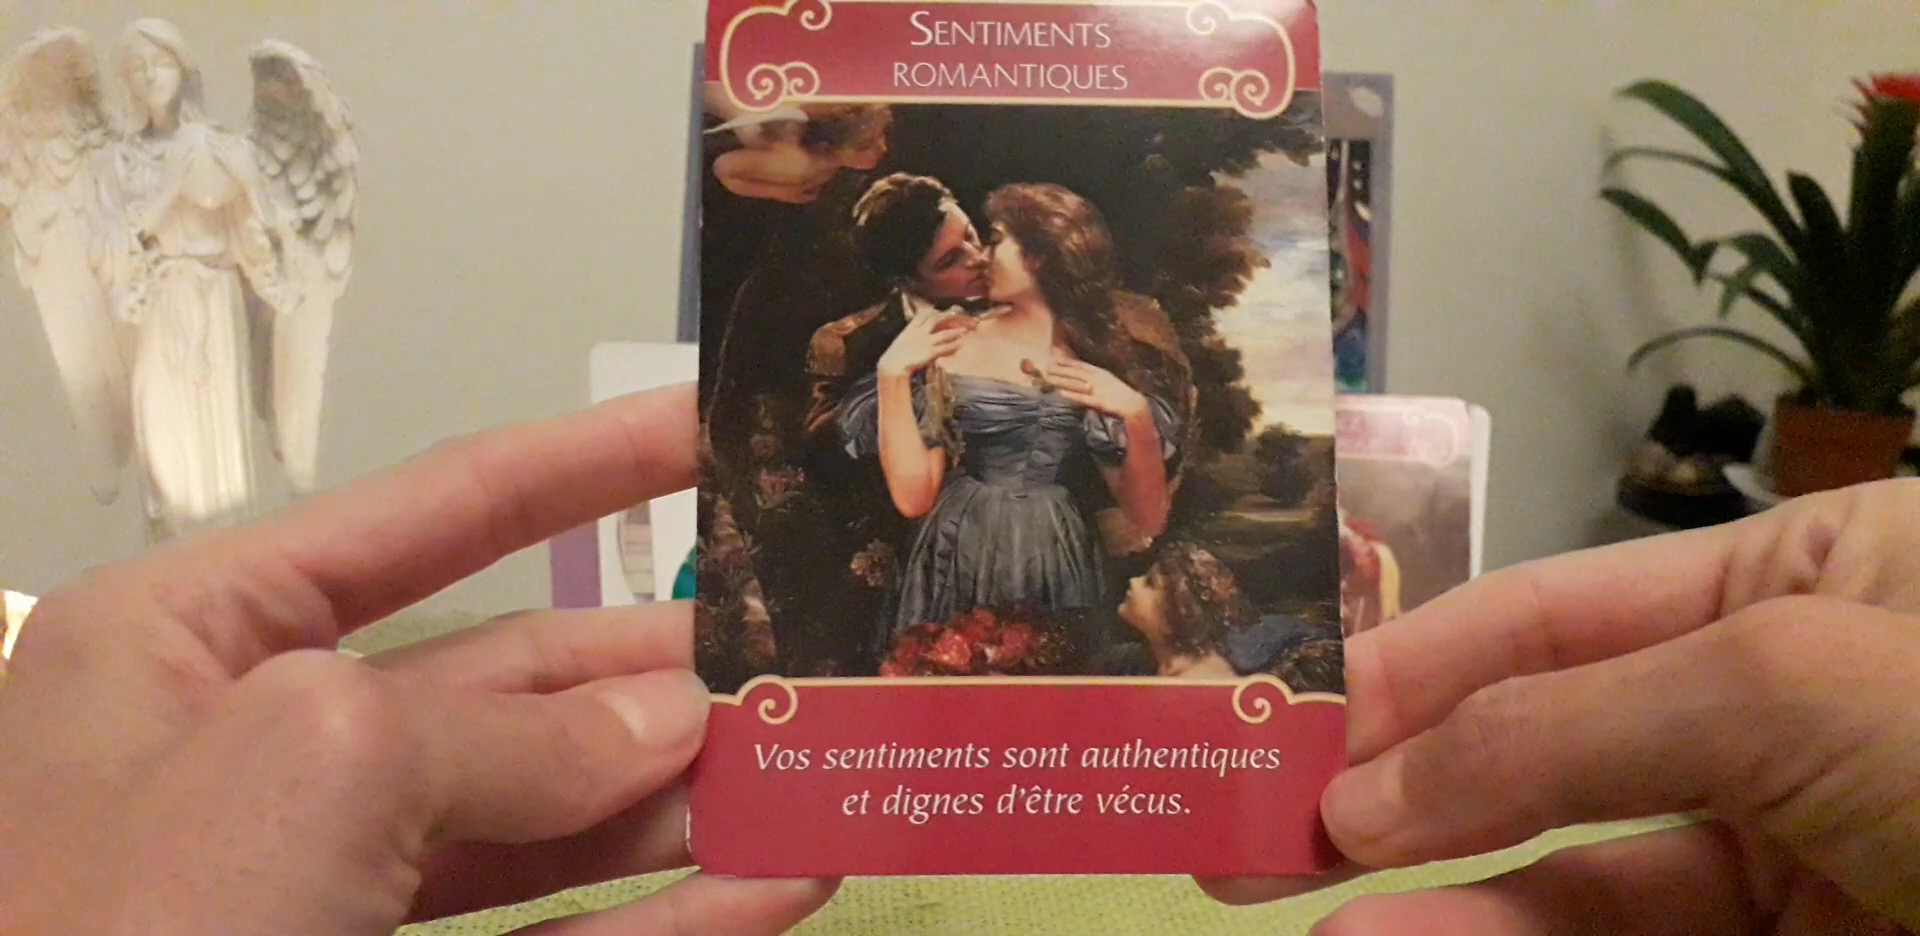 SENTIMENTS
ROMANTIQUES
Vos sentiments sont authentiques
et dignes d'être vécus.